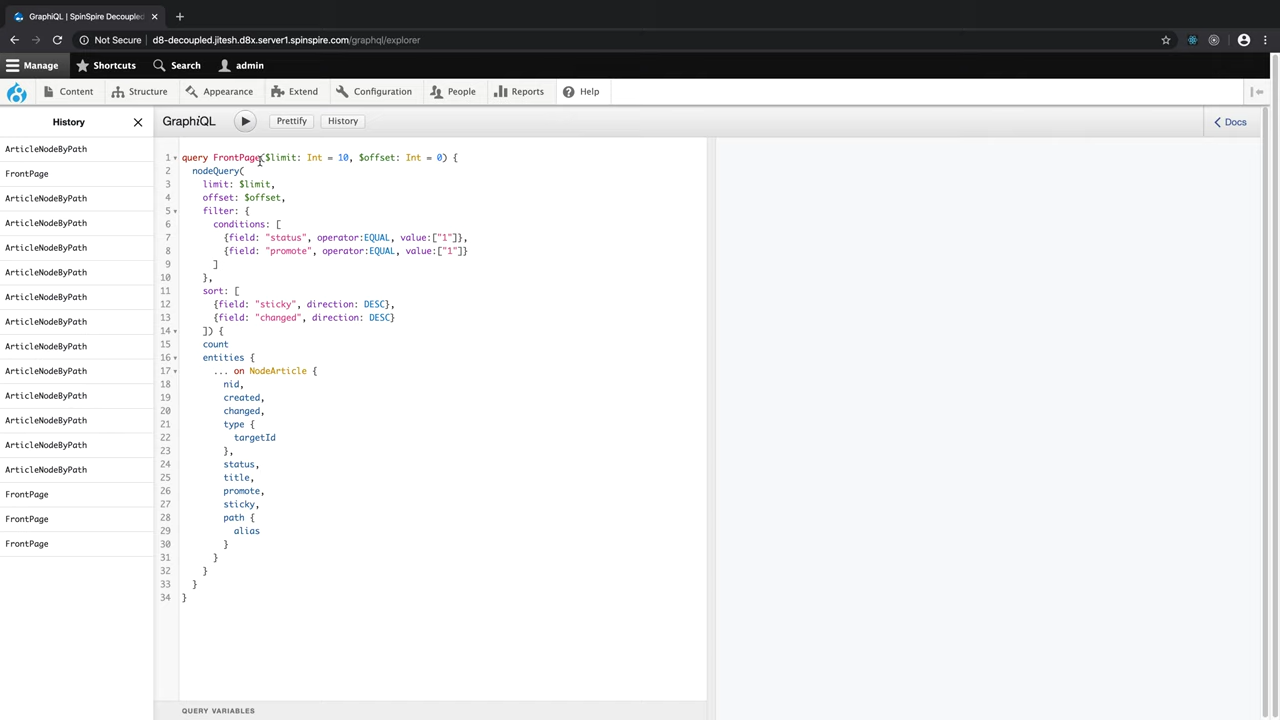 GraphiQL | SpinSpire Decoupled
Not Secure
d8-decoupled.jitesh.d8x.server1.spinspire.com/graphql/explorer
Manage
Shortcuts
Search
admin
Content
Structure
Appearance
Extend
Configuration
People
Reports
Help
History
GraphiQL
Prettify
History
Docs
ArticleNodeByPath
FrontPage
ArticleNodeByPath
ArticleNodeByPath
ArticleNodeByPath
ArticleNodeByPath
ArticleNodeByPath
ArticleNodeByPath
ArticleNodeByPath
ArticleNodeByPath
ArticleNodeByPath
ArticleNodeByPath
ArticleNodeByPath
ArticleNodeByPath
FrontPage
FrontPage
FrontPage
1 query FrontPage($limit: Int = 10, $offset: Int = 0) {
2 nodeQuery(
3 limit: $limit,
4 offset: $offset,
5 filter: {
6 conditions: [
7 {field: "status", operator:EQUAL, value:["1"]},
8 {field: "promote", operator:EQUAL, value:["1"]}
9 ]
10 },
11 sort: [
12 {field: "sticky", direction: DESC},
13 {field: "changed", direction: DESC}
14 ]) {
15 count
16 entities {
17 ... on NodeArticle {
18 nid,
19 created,
20 changed,
21 type {
22 targetId
23 },
24 status,
25 title,
26 promote,
27 sticky,
28 path {
29 alias
30 }
31 }
32 }
33 }
34 }
QUERY VARIABLES